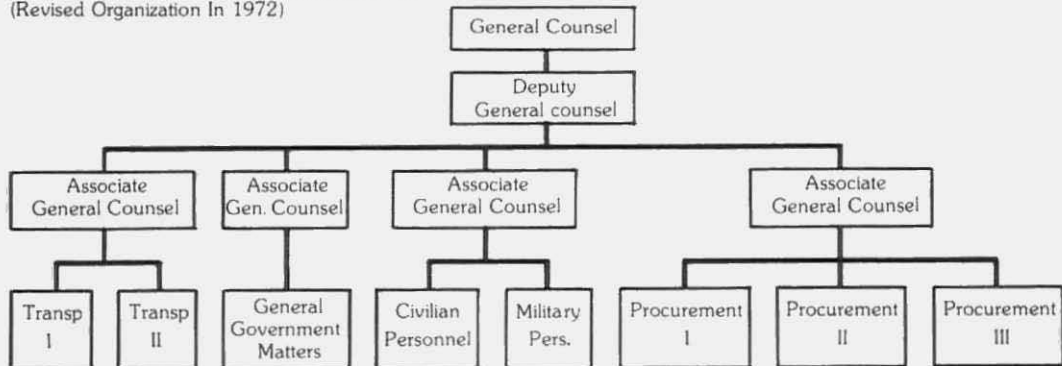 (Revised Organization In 1972)
General Counsel
Deputy
General counsel
Associate
General Counsel
Associate
Gen. Counsel
Associate
General Counsel
Associate
General Counsel
Transp
I
Transp
II
General
Government
Matters
Civilian
Personnel
Military
Pers.
Procurement
I
Procurement
II
Procurement
III